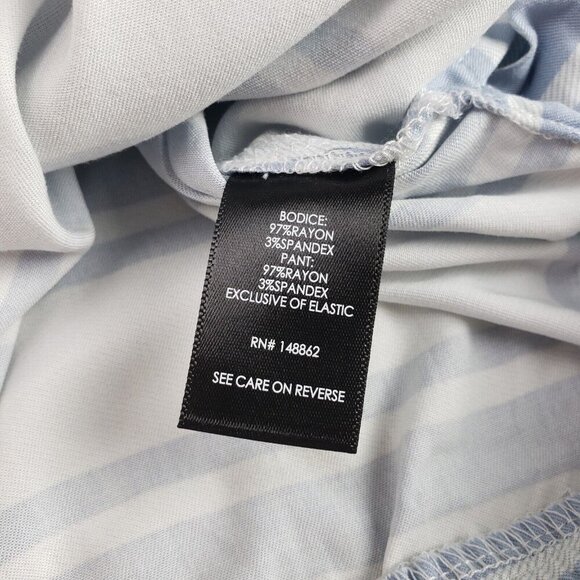 BODICE:
97%RAYON
3%SPANDEX
PANT:
97%RAYON
3%SPANDEX
EXCLUSIVE OF ELASTIC
RN# 148862
SEE CARE ON REVERSE